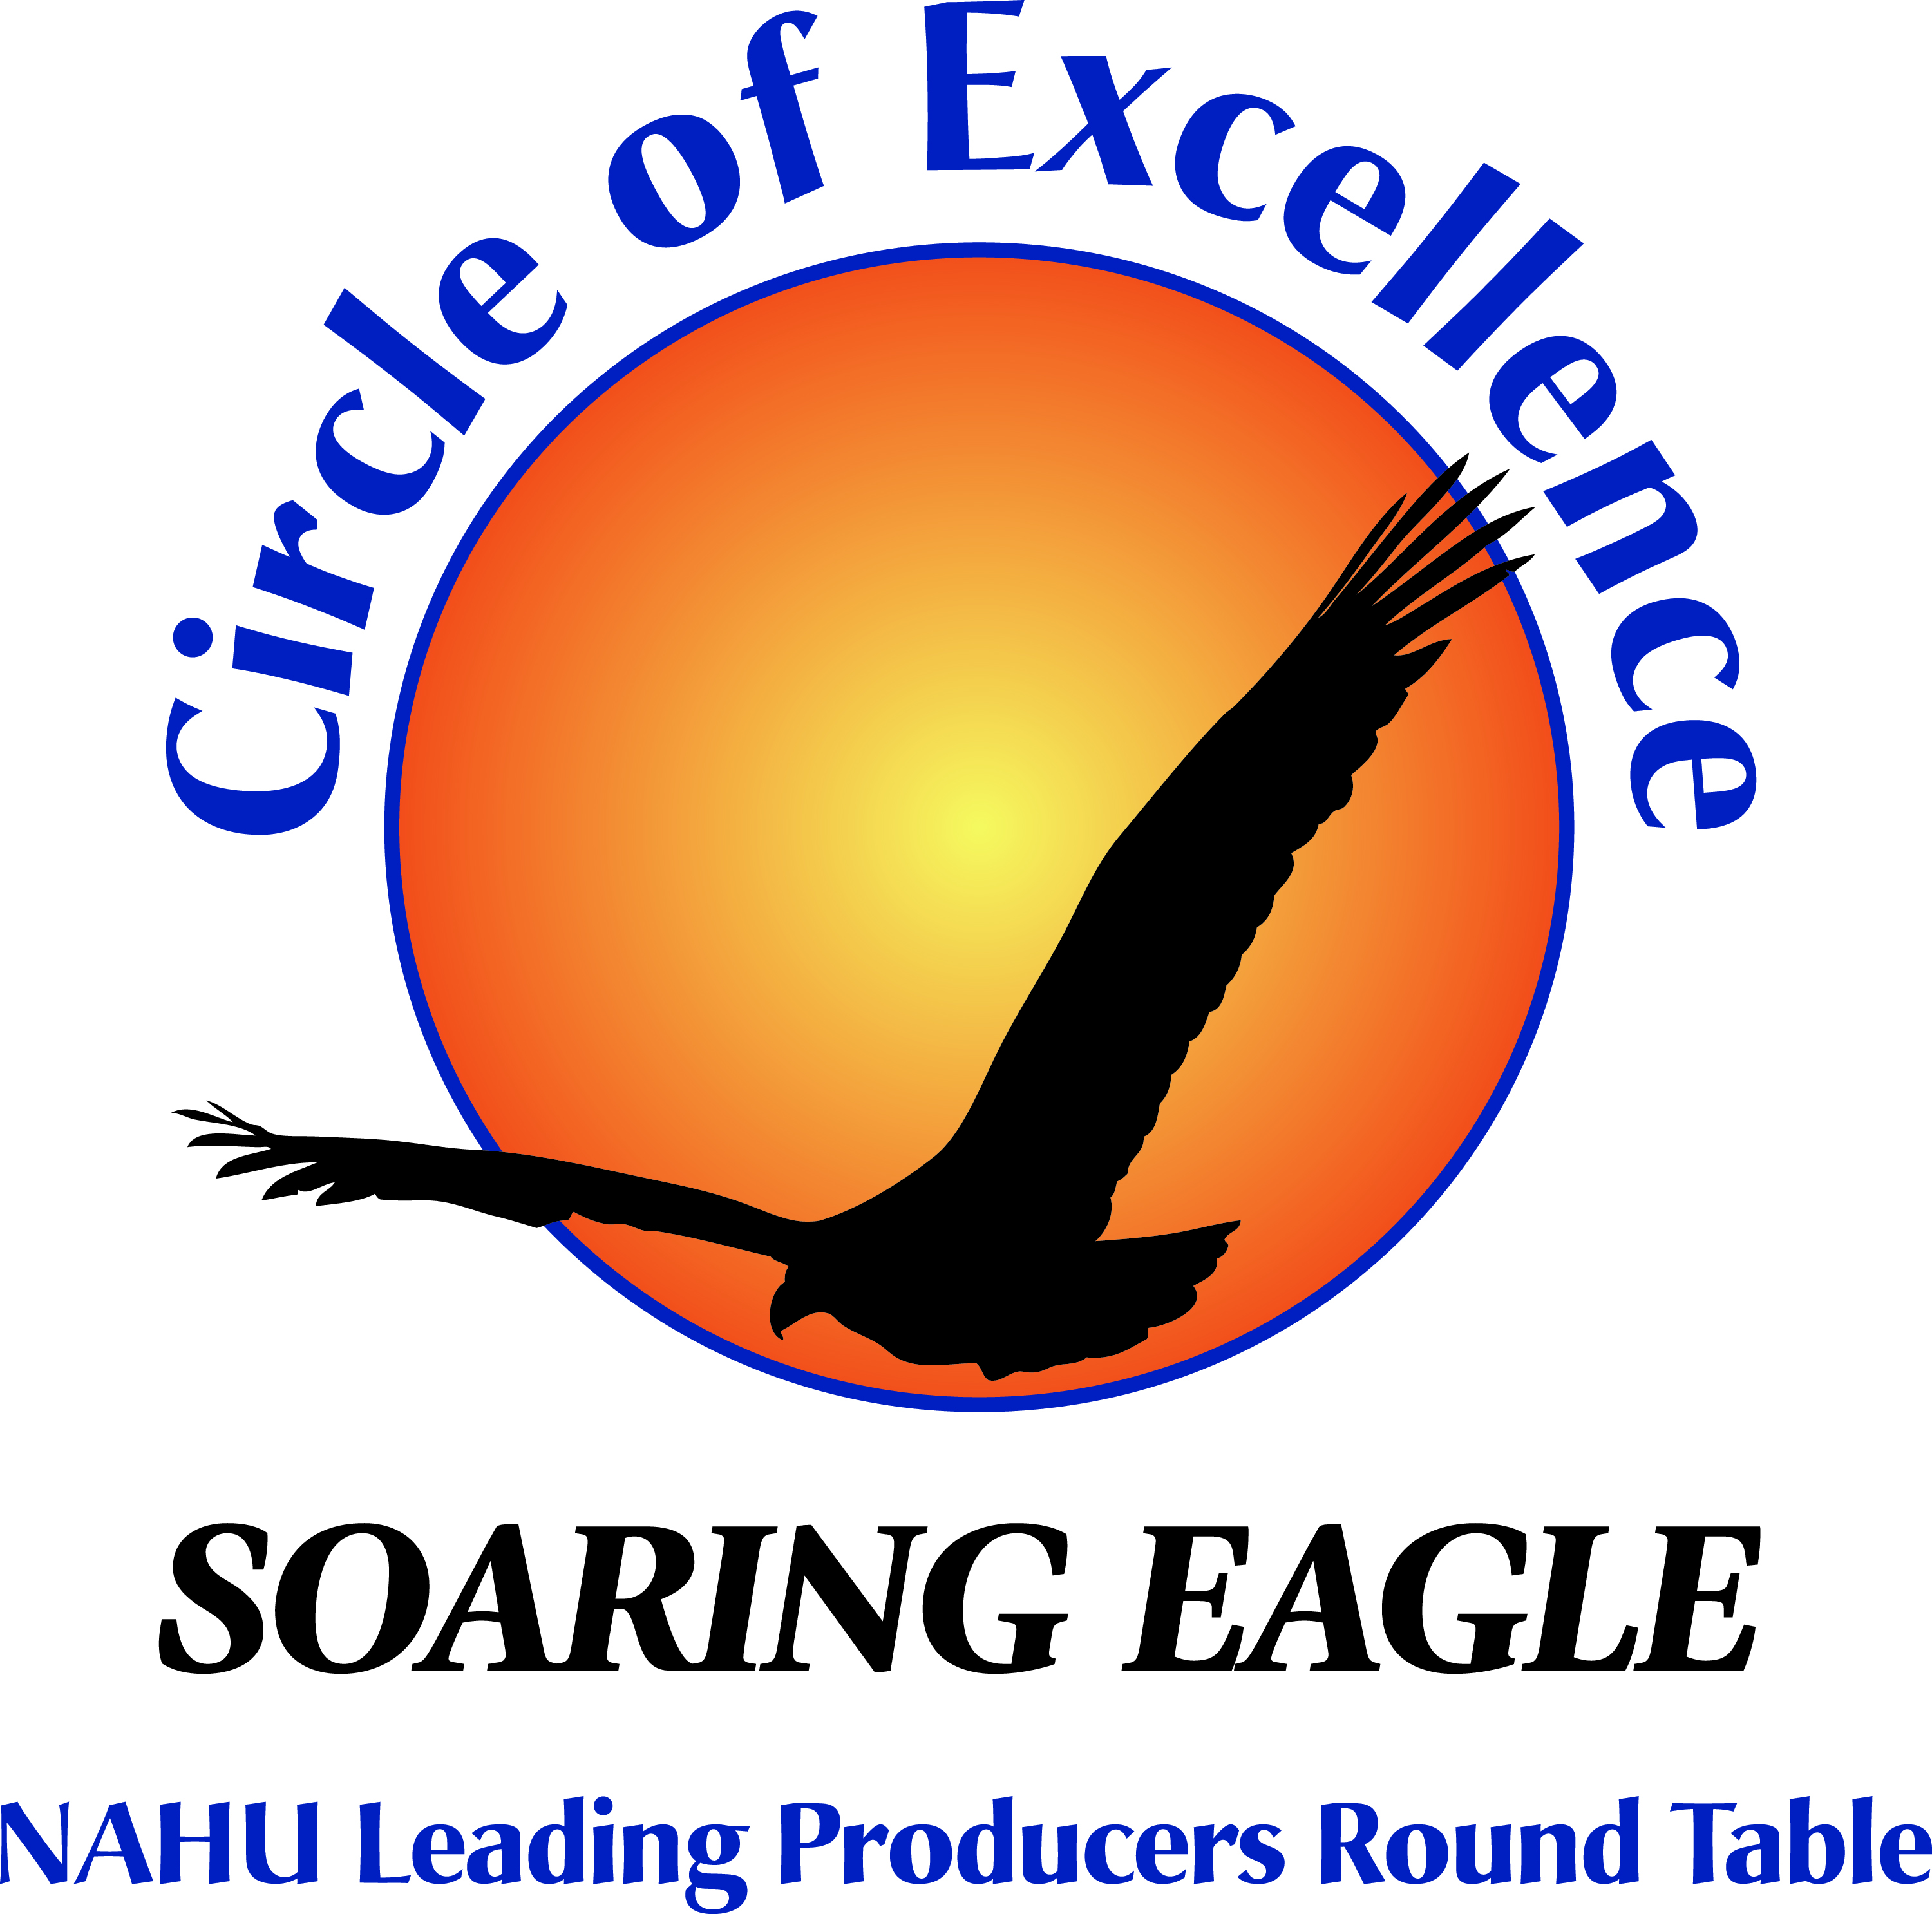 Circle of Excellence
SOARING EAGLE
NAHU Leading Producers Round Table